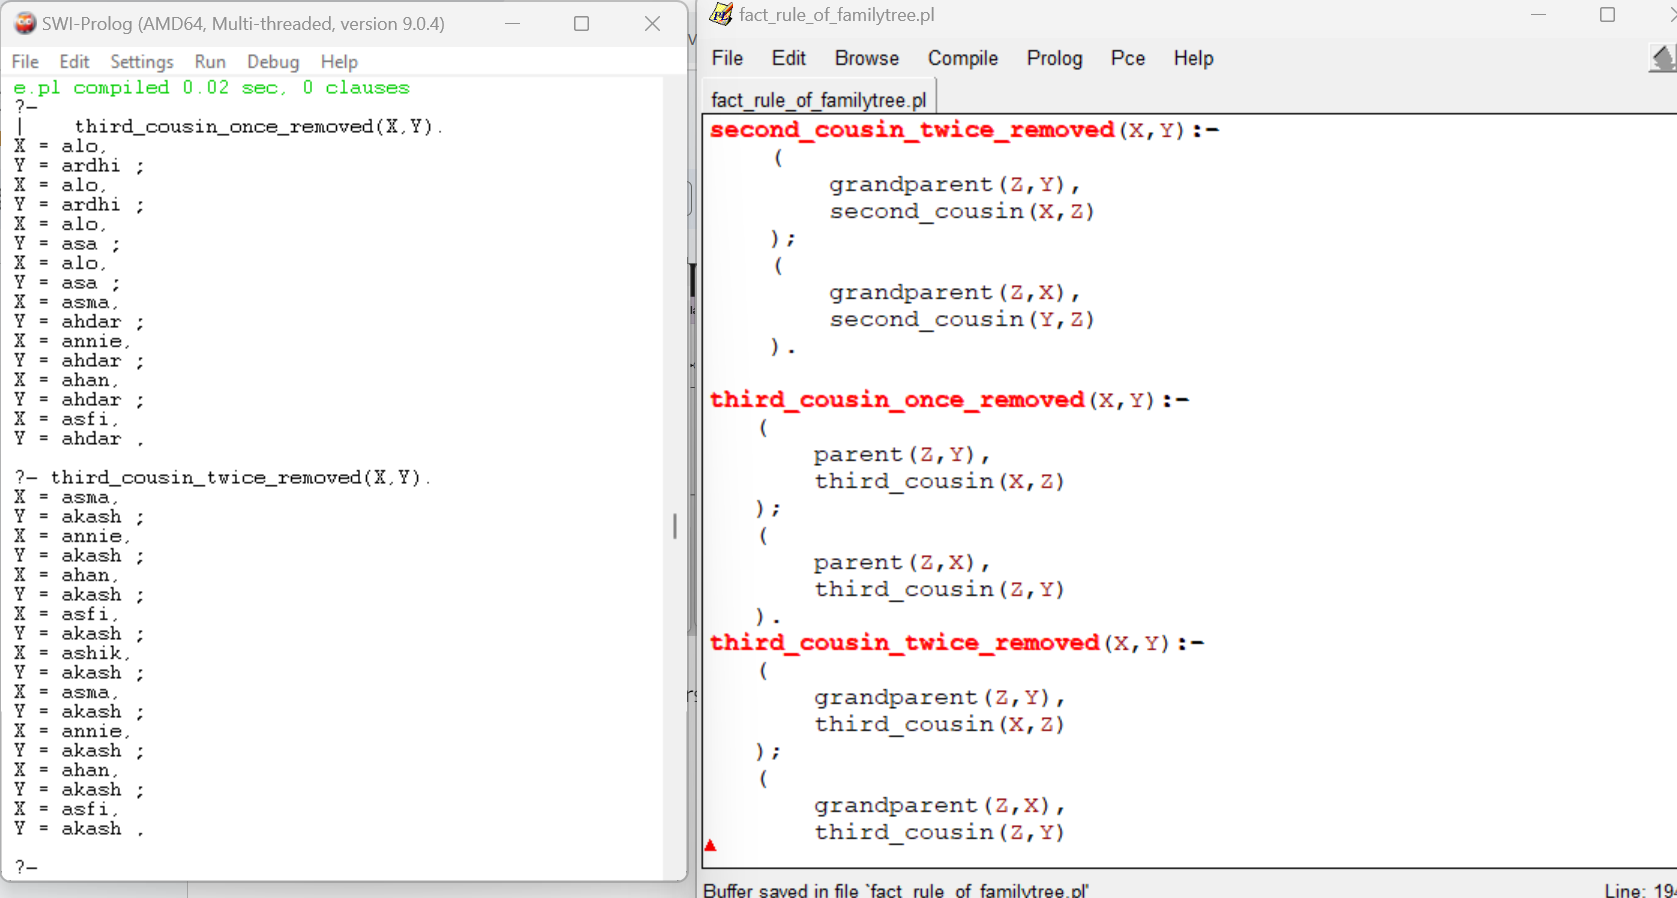 SWI-Prolog (AMD64, Multi-threaded, version 9.0.4)
File Edit Settings Run Debug Help
e.pl compiled 0.02 sec, 0 clauses
?-
|    third_cousin_once_removed(X,Y).
X = alo,
Y = ardhi ;
X = alo,
Y = ardhi ;
X = alo,
Y = asa ;
X = alo,
Y = asa ;
X = asma,
Y = ahdar ;
X = annie,
Y = ahdar ;
X = ahan,
Y = ahdar ;
X = asfi,
Y = ahdar .
?- third_cousin_twice_removed(X,Y).
X = asma,
Y = akash ;
X = annie,
Y = akash ;
X = ahan,
Y = akash ;
X = asfi,
Y = akash ;
X = ashik,
Y = akash ;
X = asma,
Y = akash ;
X = annie,
Y = akash ;
X = ahan,
Y = akash ;
X = asfi,
Y = akash .
?-
fact_rule_of_familytree.pl
File Edit Browse Compile Prolog Pce Help
fact_rule_of_familytree.pl
second_cousin_twice_removed(X,Y):-
(
grandparent(Z,Y),
second_cousin(X,Z)
);
(
grandparent(Z,X),
second_cousin(Y,Z)
).
third_cousin_once_removed(X,Y):-
(
parent(Z,Y),
third_cousin(X,Z)
);
(
parent(Z,X),
third_cousin(Z,Y)
).
third_cousin_twice_removed(X,Y):-
(
grandparent(Z,Y),
third_cousin(X,Z)
);
(
grandparent(Z,X),
third_cousin(Z,Y)
Buffer saved in file `fact_rule_of_familytree.pl'
Line: